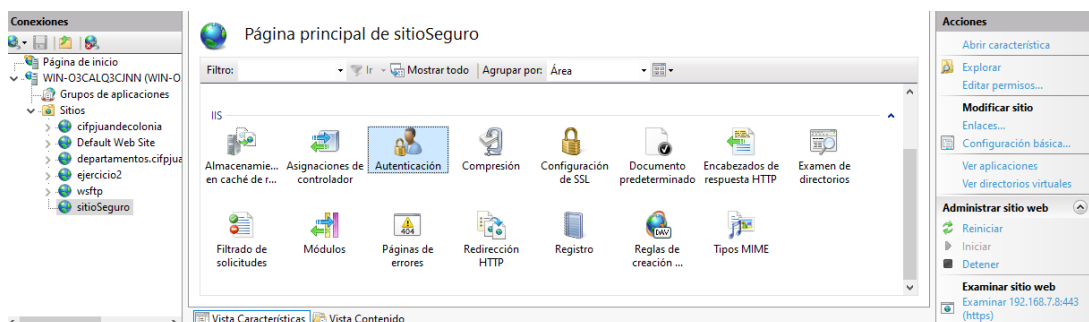 Conexiones
Página de inicio
WIN-O3CALQ3CJNN (WIN-O
Grupos de aplicaciones
Sitios
cifpjuandecolonia
Default Web Site
departamentos.cifpjua
ejercicio2
wsftp
sitioSeguro
Página principal de sitioSeguro
Filtro: Ir Mostrar todo Agrupar por: Área
IIS
Almacenamie... Asignaciones de Autenticación Compresión Configuración Documento Encabezados de Examen de
en caché de r... controlador de SSL predeterminado respuesta HTTP directorios
Filtrado de Módulos Páginas de Redirección Registro Reglas de Tipos MIME
solicitudes errores HTTP creación ...
Vista Características Vista Contenido
Acciones
Abrir característica
Explorar
Editar permisos...
Modificar sitio
Enlaces...
Configuración básica...
Ver aplicaciones
Ver directorios virtuales
Administrar sitio web
Reiniciar
Iniciar
Detener
Examinar sitio web
Examinar 192.168.7.8:443
(https)